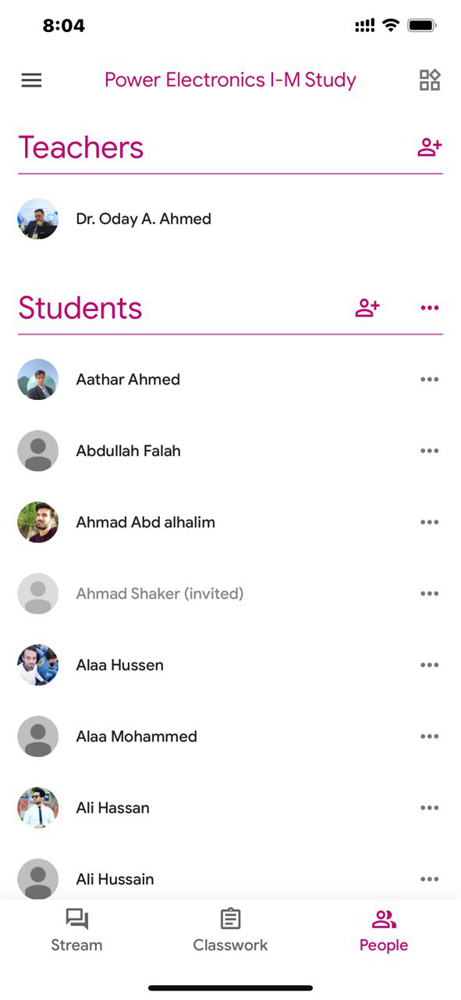 8:04
Power Electronics I-M Study
Teachers
Dr. Oday A. Ahmed
Students
Aathar Ahmed
Abdullah Falah
Ahmad Abd alhalim
Ahmad Shaker (invited)
Alaa Hussen
Alaa Mohammed
Ali Hassan
Ali Hussain
Stream Classwork People